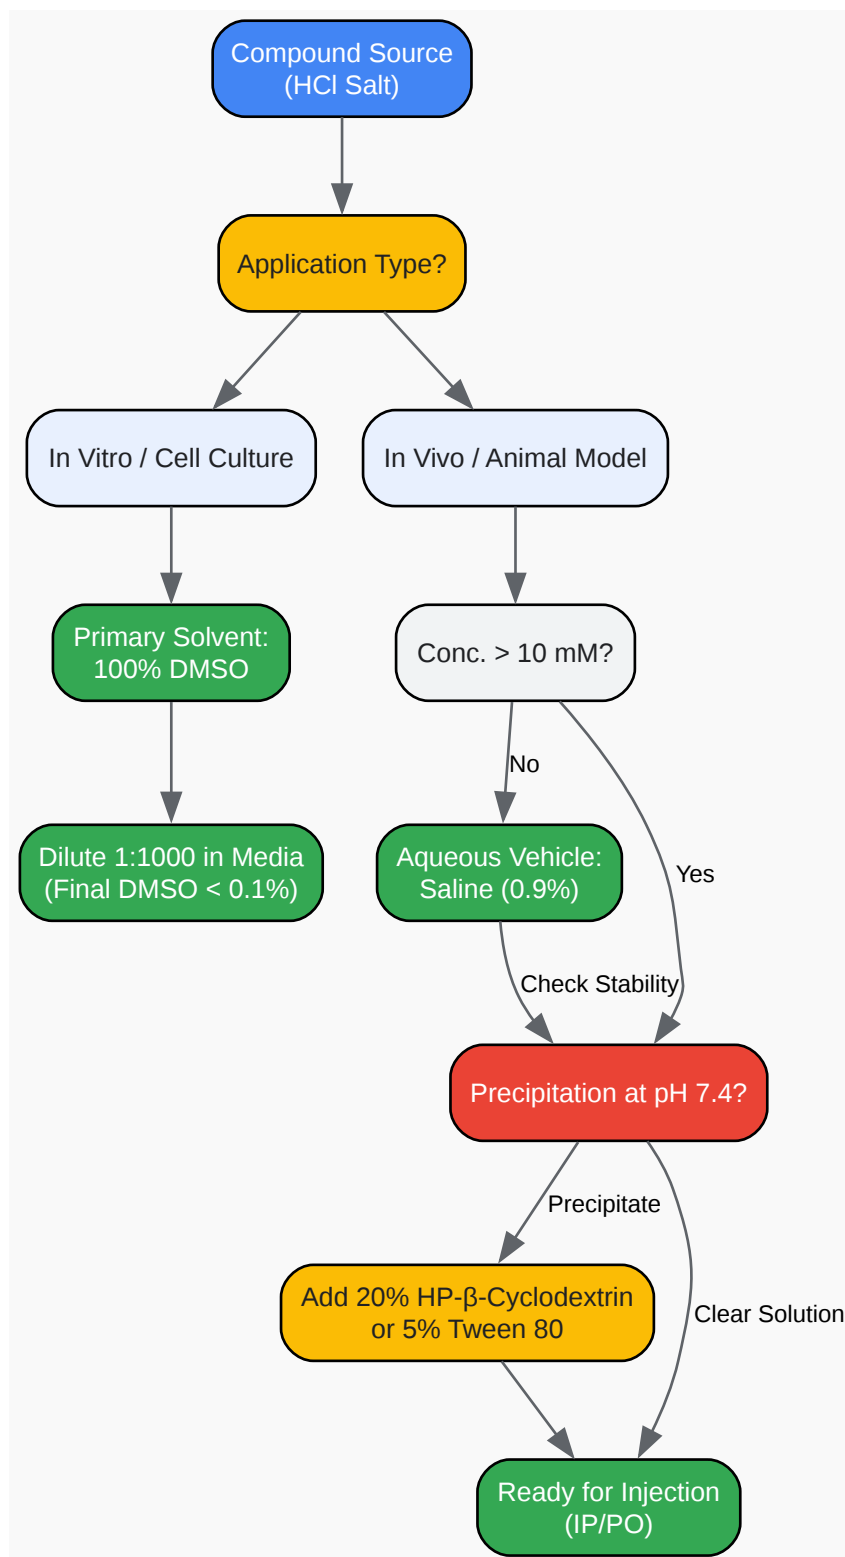 Compound Source
(HCl Salt)
Application Type?
In Vitro / Cell Culture
In Vivo / Animal Model
Primary Solvent:
100% DMSO
Conc. > 10 mM?
No
Dilute 1:1000 in Media
(Final DMSO < 0.1%)
Aqueous Vehicle:
Saline (0.9%)
Yes
Check Stability
Precipitation at pH 7.4?
Precipitate
Add 20% HP-β-Cyclodextrin
or 5% Tween 80
Clear Solution
Ready for Injection
(IP/PO)